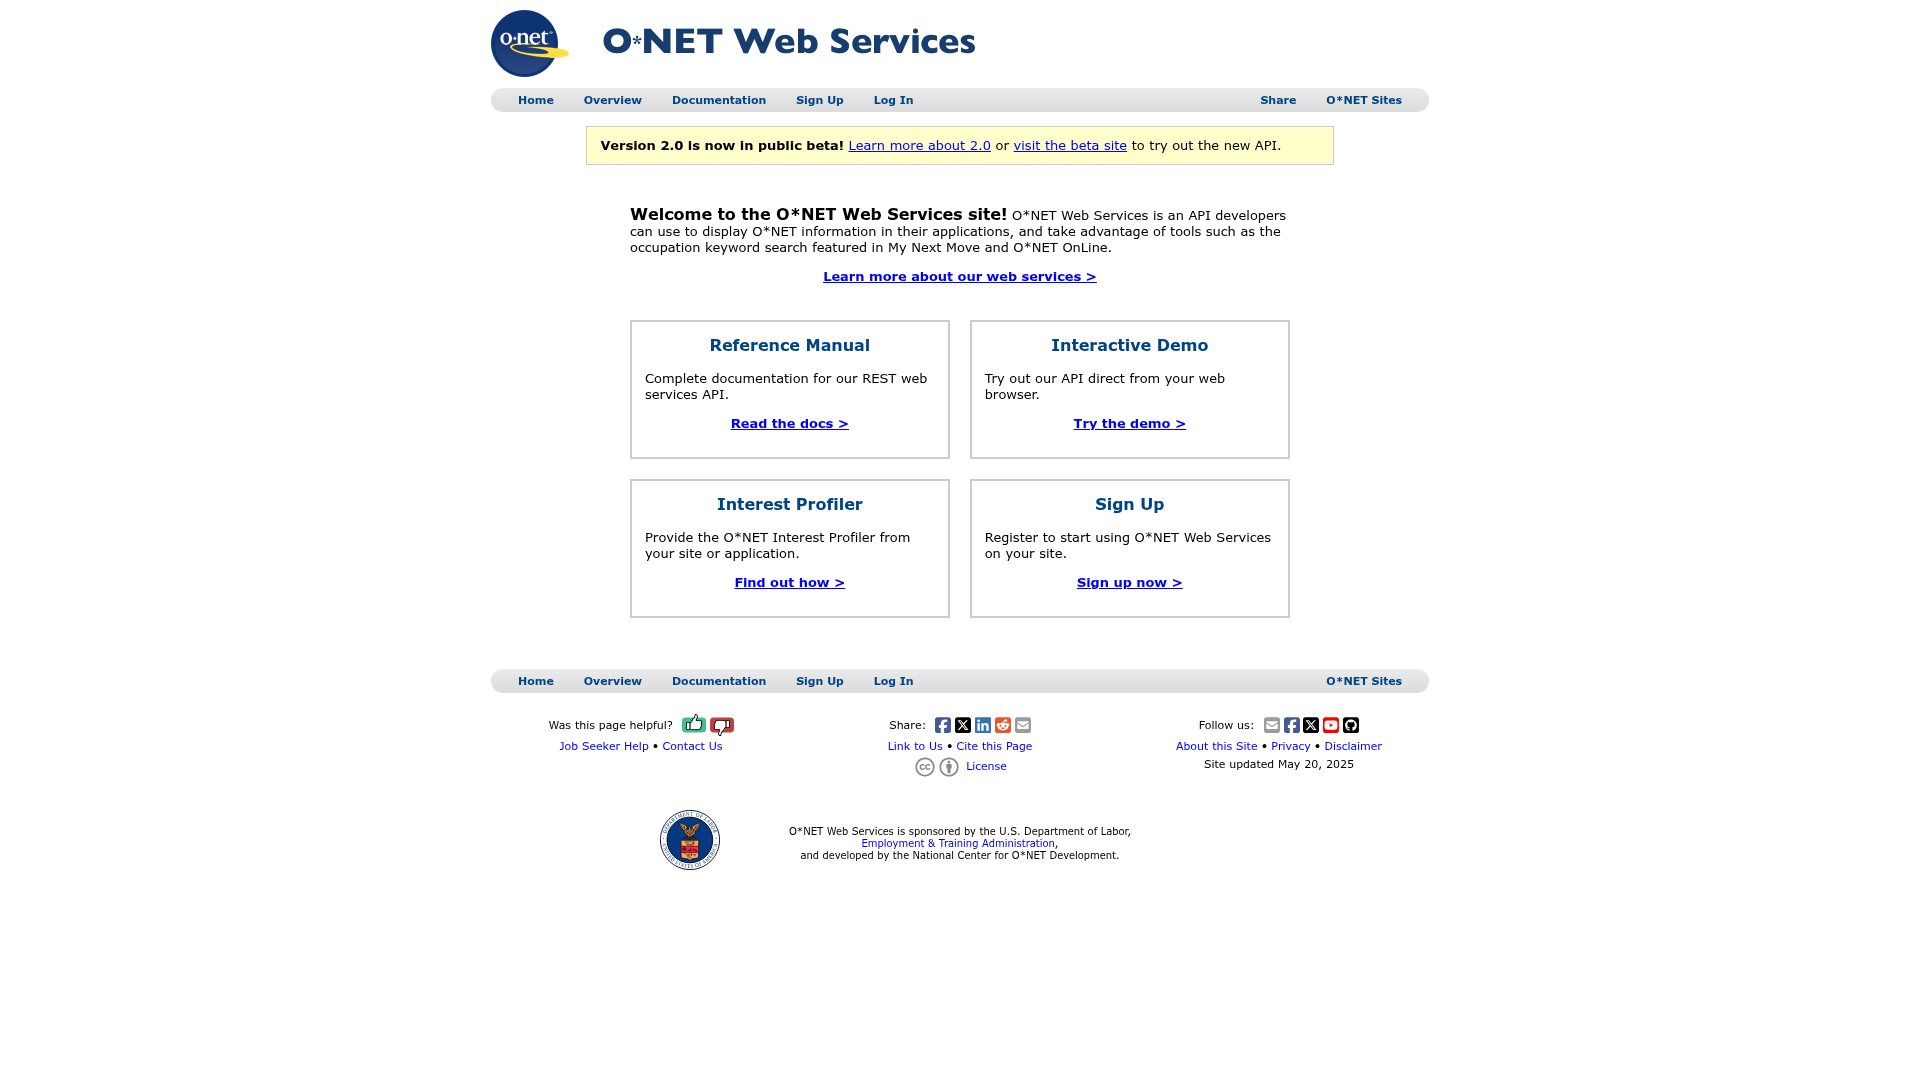 o·net
O*NET Web Services
Home Overview Documentation Sign Up Log In Share O*NET Sites
Version 2.0 is now in public beta! Learn more about 2.0 or visit the beta site to try out the new API.
Welcome to the O*NET Web Services site! O*NET Web Services is an API developers
can use to display O*NET information in their applications, and take advantage of tools such as the
occupation keyword search featured in My Next Move and O*NET OnLine.
Learn more about our web services >
Reference Manual
Complete documentation for our REST web
services API.
Read the docs >
Interactive Demo
Try out our API direct from your web
browser.
Try the demo >
Interest Profiler
Provide the O*NET Interest Profiler from
your site or application.
Find out how >
Sign Up
Register to start using O*NET Web Services
on your site.
Sign up now >
Home Overview Documentation Sign Up Log In O*NET Sites
Was this page helpful?
Job Seeker Help • Contact Us
Share:
Link to Us • Cite this Page
cc License
Follow us:
About this Site • Privacy • Disclaimer
Site updated May 20, 2025
DEPARTMENT OF LABOR
UNITED STATES OF AMERICA
O*NET Web Services is sponsored by the U.S. Department of Labor,
Employment & Training Administration,
and developed by the National Center for O*NET Development.